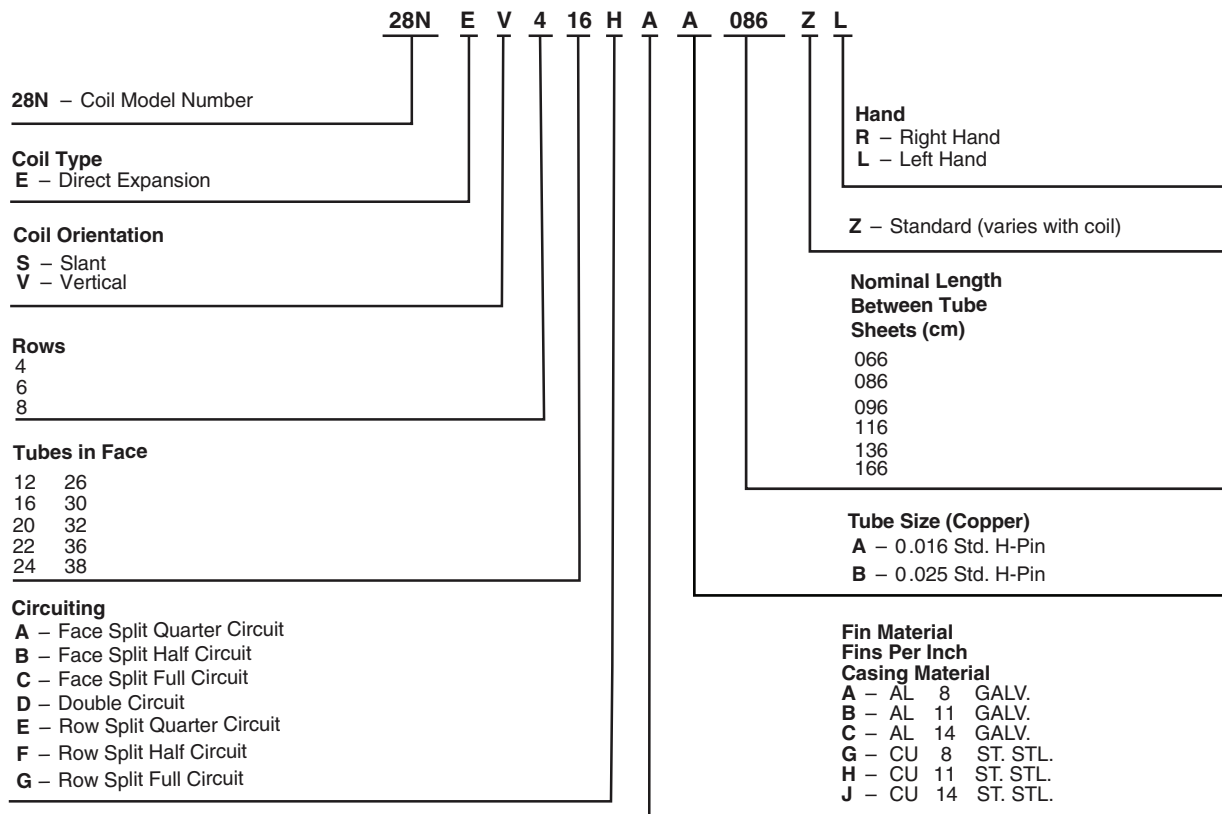 28N E V 4 16 H A A 086 Z L
28N – Coil Model Number
Coil Type
E – Direct Expansion
Coil Orientation
S – Slant
V – Vertical
Rows
4
6
8
Tubes in Face
12 26
16 30
20 32
22 36
24 38
Circuiting
A – Face Split Quarter Circuit
B – Face Split Half Circuit
C – Face Split Full Circuit
D – Double Circuit
E – Row Split Quarter Circuit
F – Row Split Half Circuit
G – Row Split Full Circuit
Hand
R – Right Hand
L – Left Hand
Z – Standard (varies with coil)
Nominal Length
Between Tube
Sheets (cm)
066
086
096
116
136
166
Tube Size (Copper)
A – 0.016 Std. H-Pin
B – 0.025 Std. H-Pin
Fin Material
Fins Per Inch
Casing Material
A – AL 8 GALV.
B – AL 11 GALV.
C – AL 14 GALV.
G – CU 8 ST. STL.
H – CU 11 ST. STL.
J – CU 14 ST. STL.